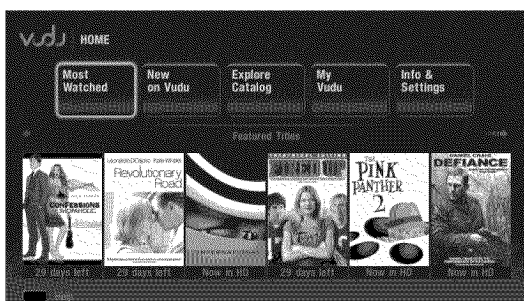 vudu HOME
Most Watched
New on Vudu
Explore Catalog
My Vudu
Info & Settings
Featured Titles
CONFESSIONS
SHOPAHOLIC
Leonardo DiCaprio Kate Winslet
Revolutionary Road
THE PINK PANTHER 2
DANIEL CRAIG
DEFIANCE
29 days left
29 days left
Now in HD
29 days left
Now in HD
Now in HD